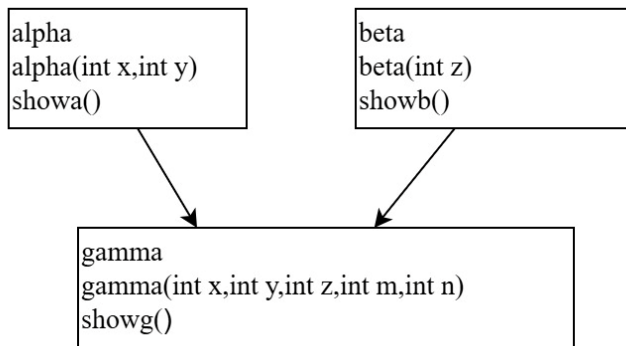 alpha
alpha(int x,int y)
showa()
beta
beta(int z)
showb()
gamma
gamma(int x,int y,int z,int m,int n)
showg()